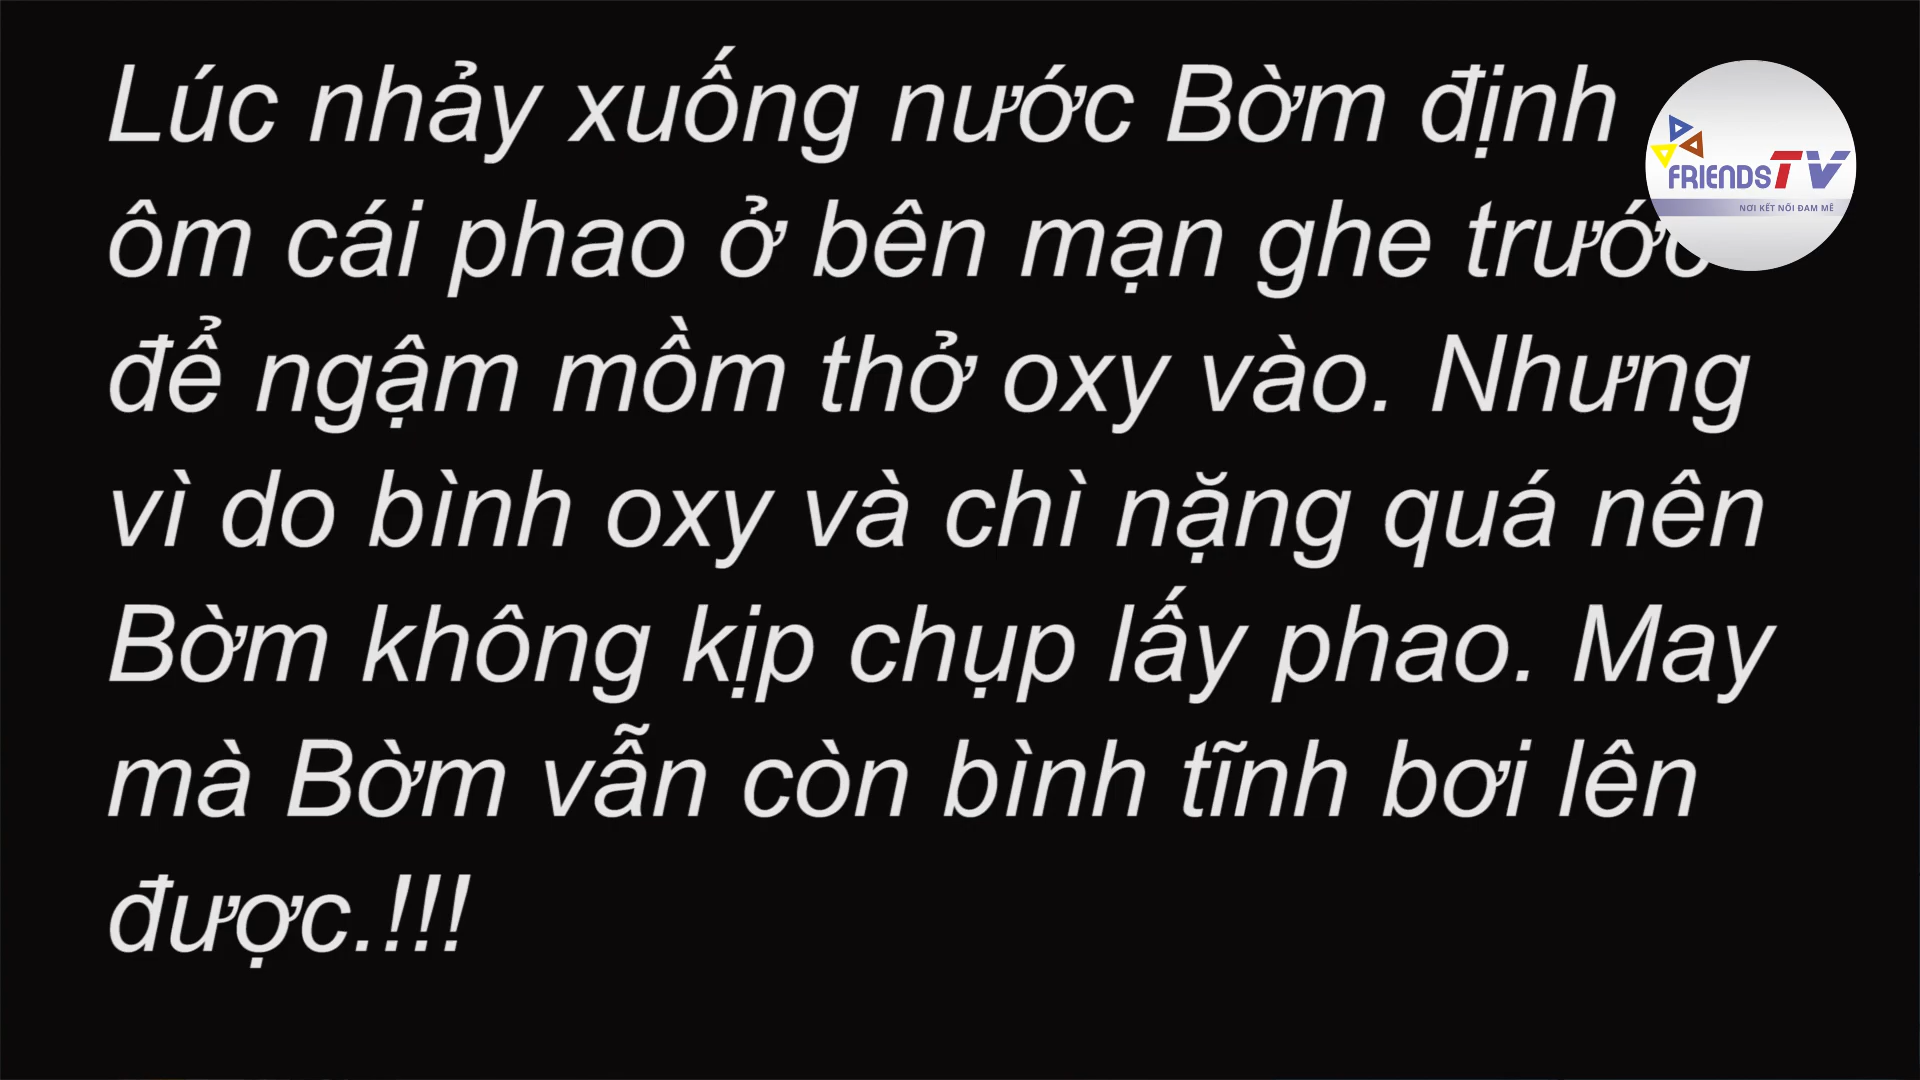 Lúc nhảy xuống nước Bờm định
ôm cái phao ở bên mạn ghe trước
để ngậm mồm thở oxy vào. Nhưng
vì do bình oxy và chì nặng quá nên
Bờm không kịp chụp lấy phao. May
mà Bờm vẫn còn bình tĩnh bơi lên
được.!!!
FRIENDSTV
NƠI KẾT NỐI ĐAM MÊ